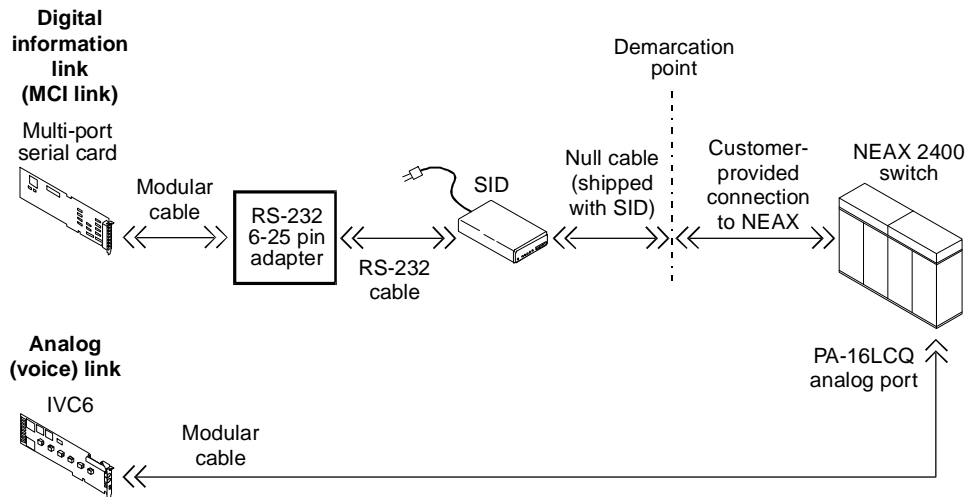 Digital
information
link
(MCI link)
Multi-port
serial card
Modular
cable
RS-232
6-25 pin
adapter
RS-232
cable
SID
Null cable
(shipped
with SID)
Demarcation
point
Customer-
provided
connection
to NEAX
NEAX 2400
switch
PA-16LCQ
analog port
Analog
(voice) link
IVC6
Modular
cable